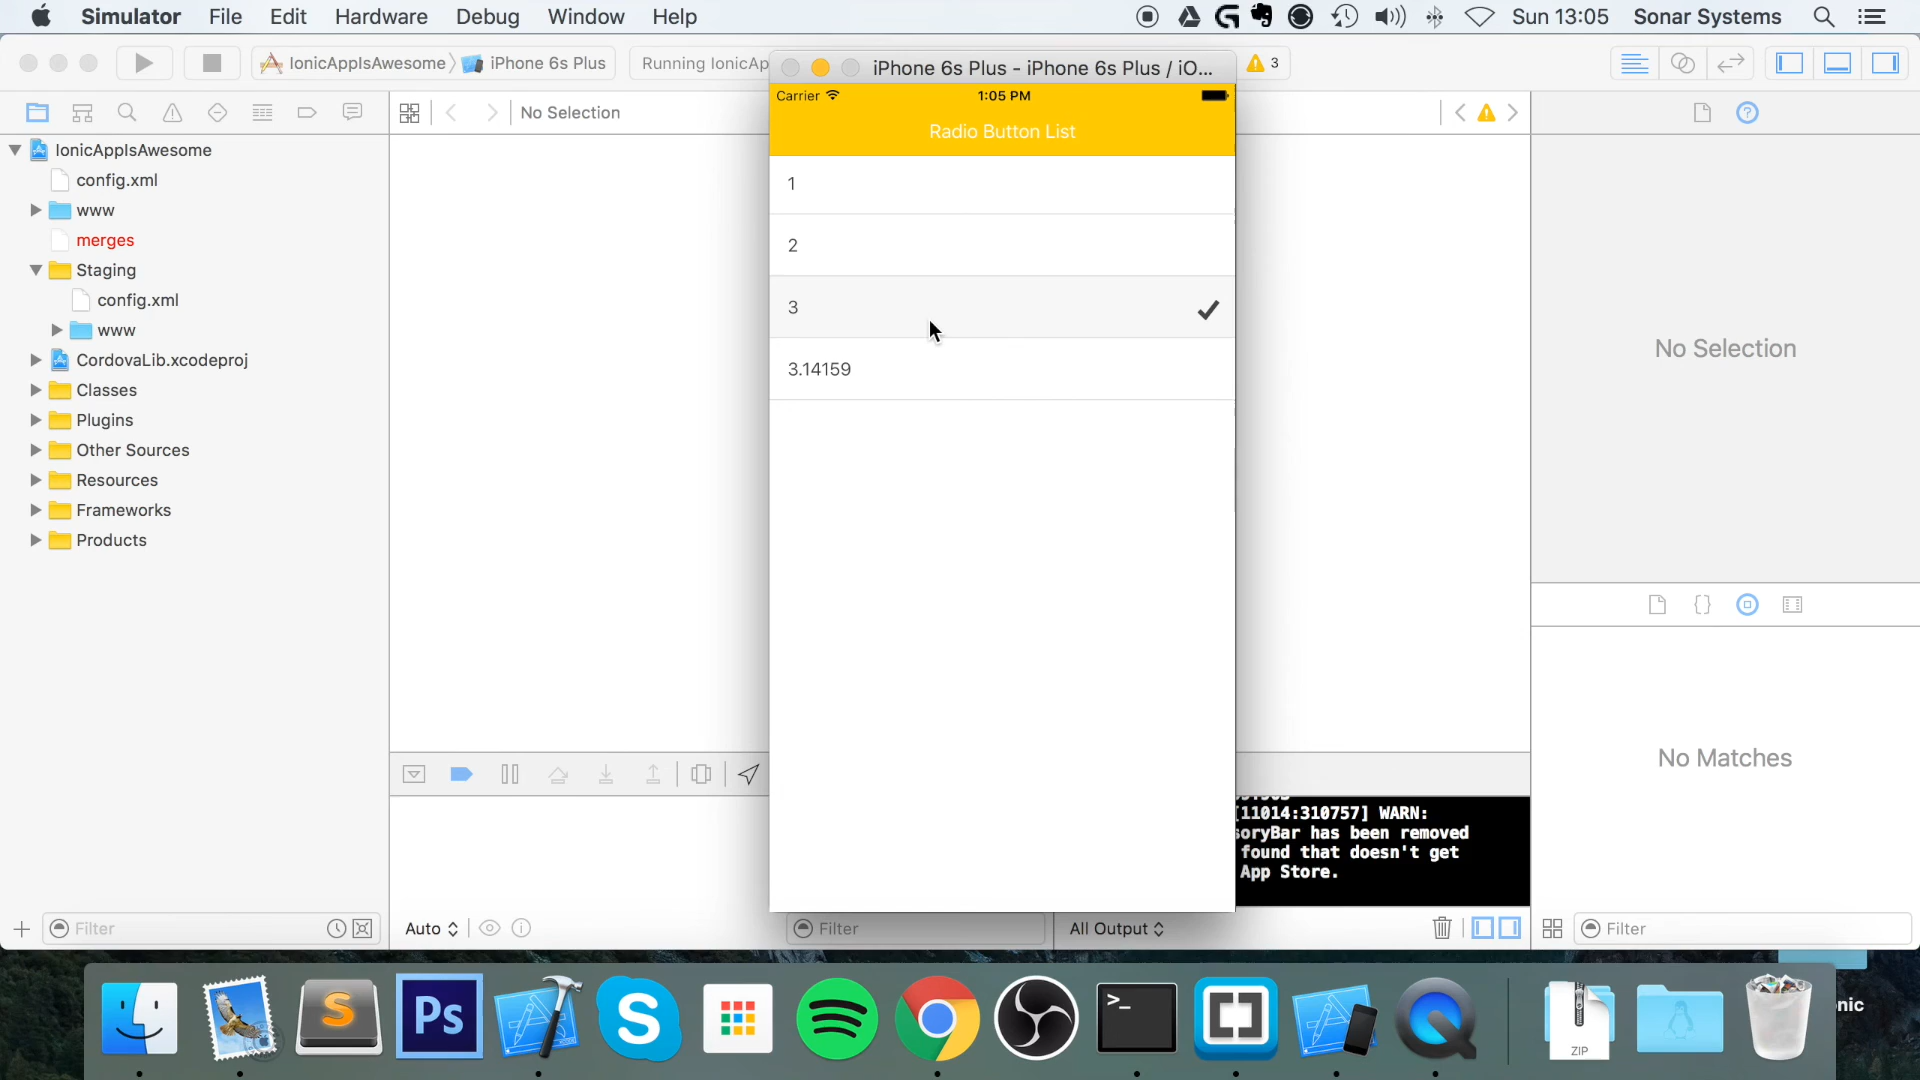 Simulator File Edit Hardware Debug Window Help Sun 13:05 Sonar Systems
IonicAppIsAwesome iPhone 6s Plus Running IonicAp 3
iPhone 6s Plus - iPhone 6s Plus / iO...
No Selection
Carrier 1:05 PM
Radio Button List
1
2
3
3.14159
IonicAppIsAwesome
config.xml
www
merges
Staging
config.xml
www
CordovaLib.xcodeproj
Classes
Plugins
Other Sources
Resources
Frameworks
Products
No Selection
No Matches
[11014:310757] WARN:
soryBar has been removed
found that doesn't get
App Store.
Filter
Auto
Filter
All Output
Filter
S
Ps
S
>_
ZIP
nic